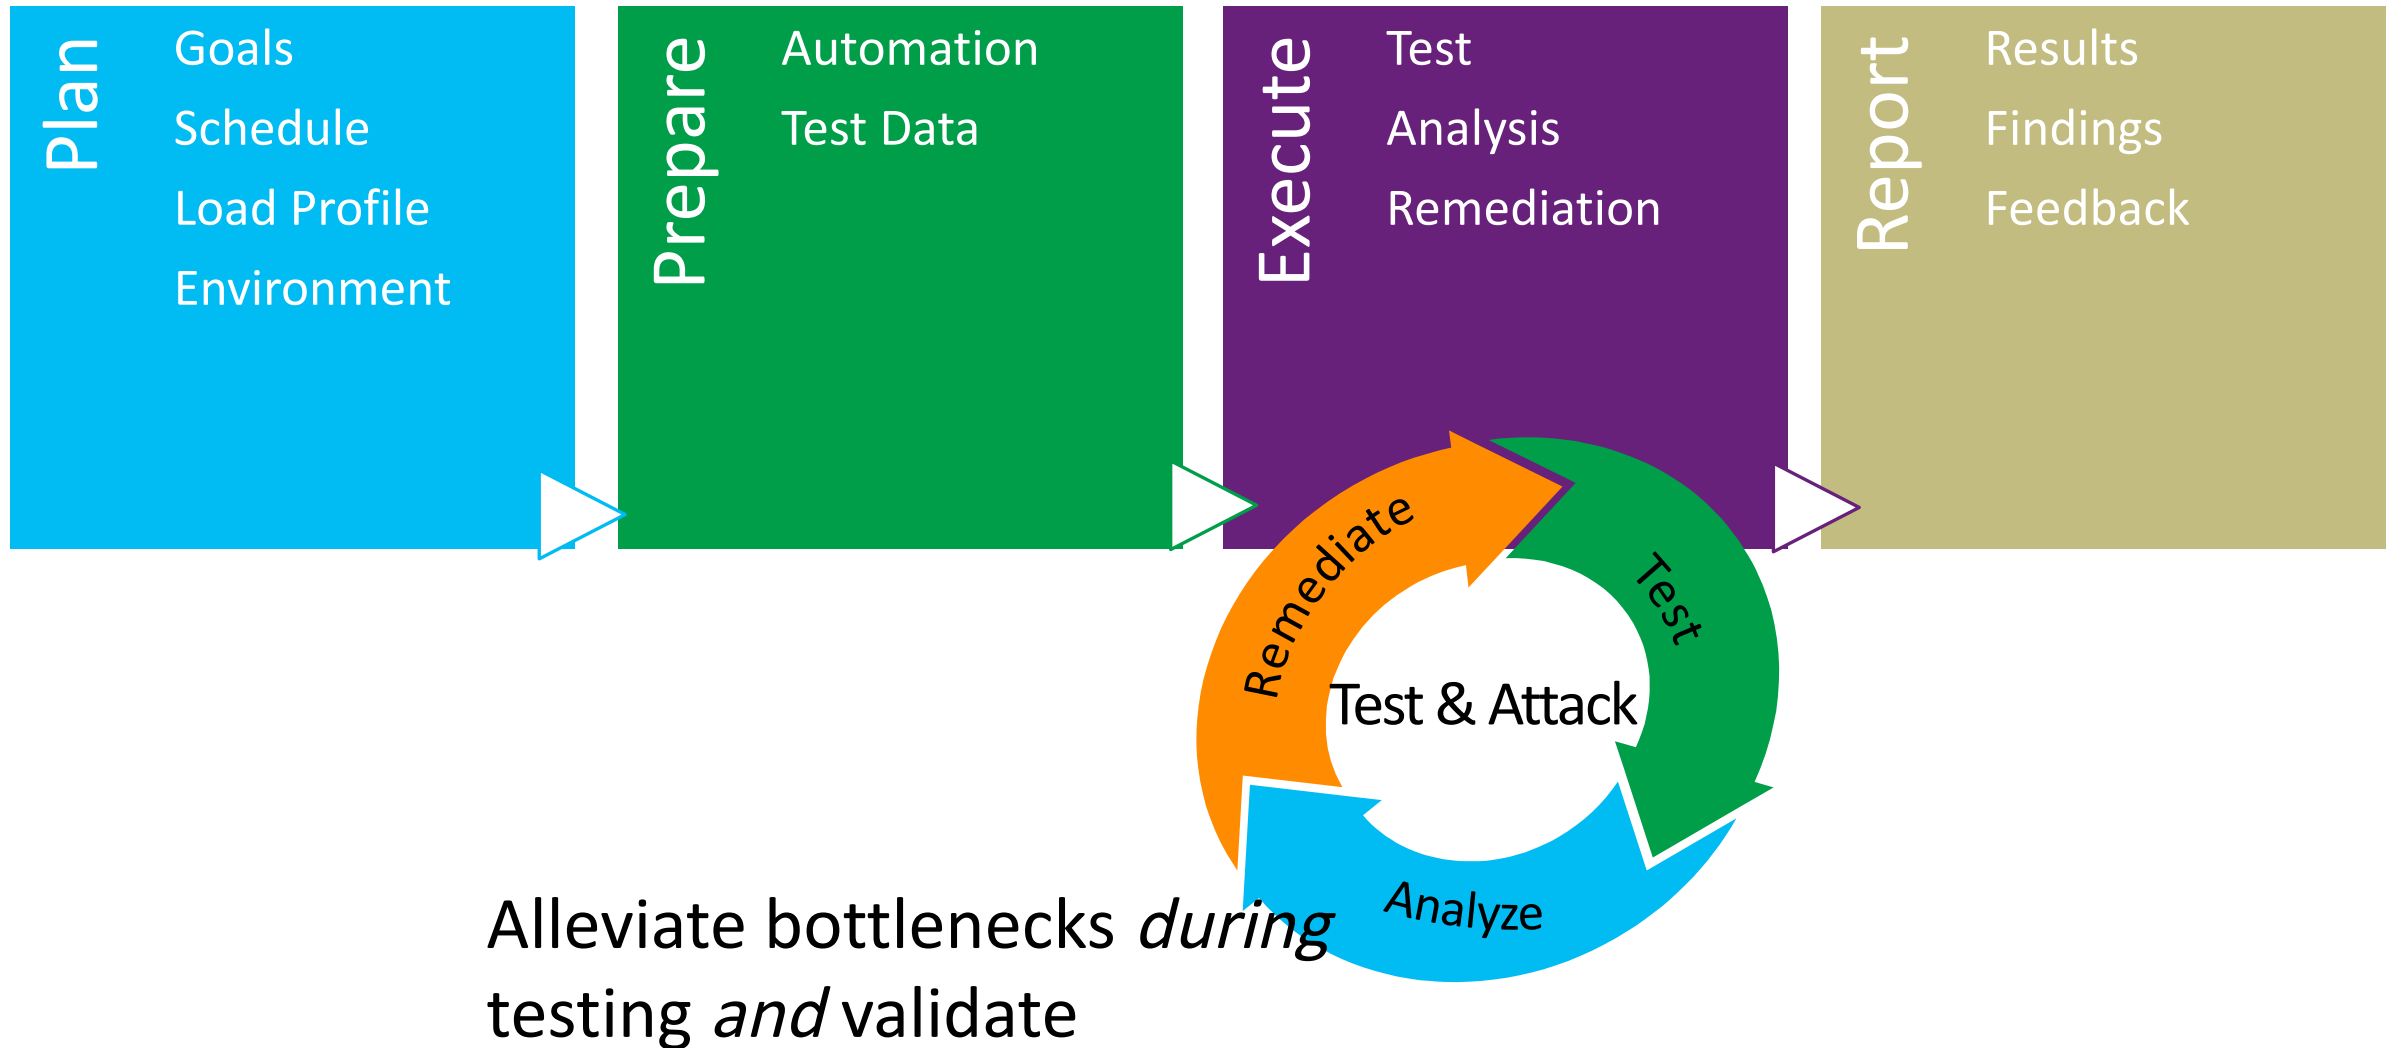 Plan
Goals
Schedule
Load Profile
Environment
Prepare
Automation
Test Data
Execute
Test
Analysis
Remediation
Report
Results
Findings
Feedback
Remediate
Test
Test & Attack
Analyze
Alleviate bottlenecks during
testing and validate